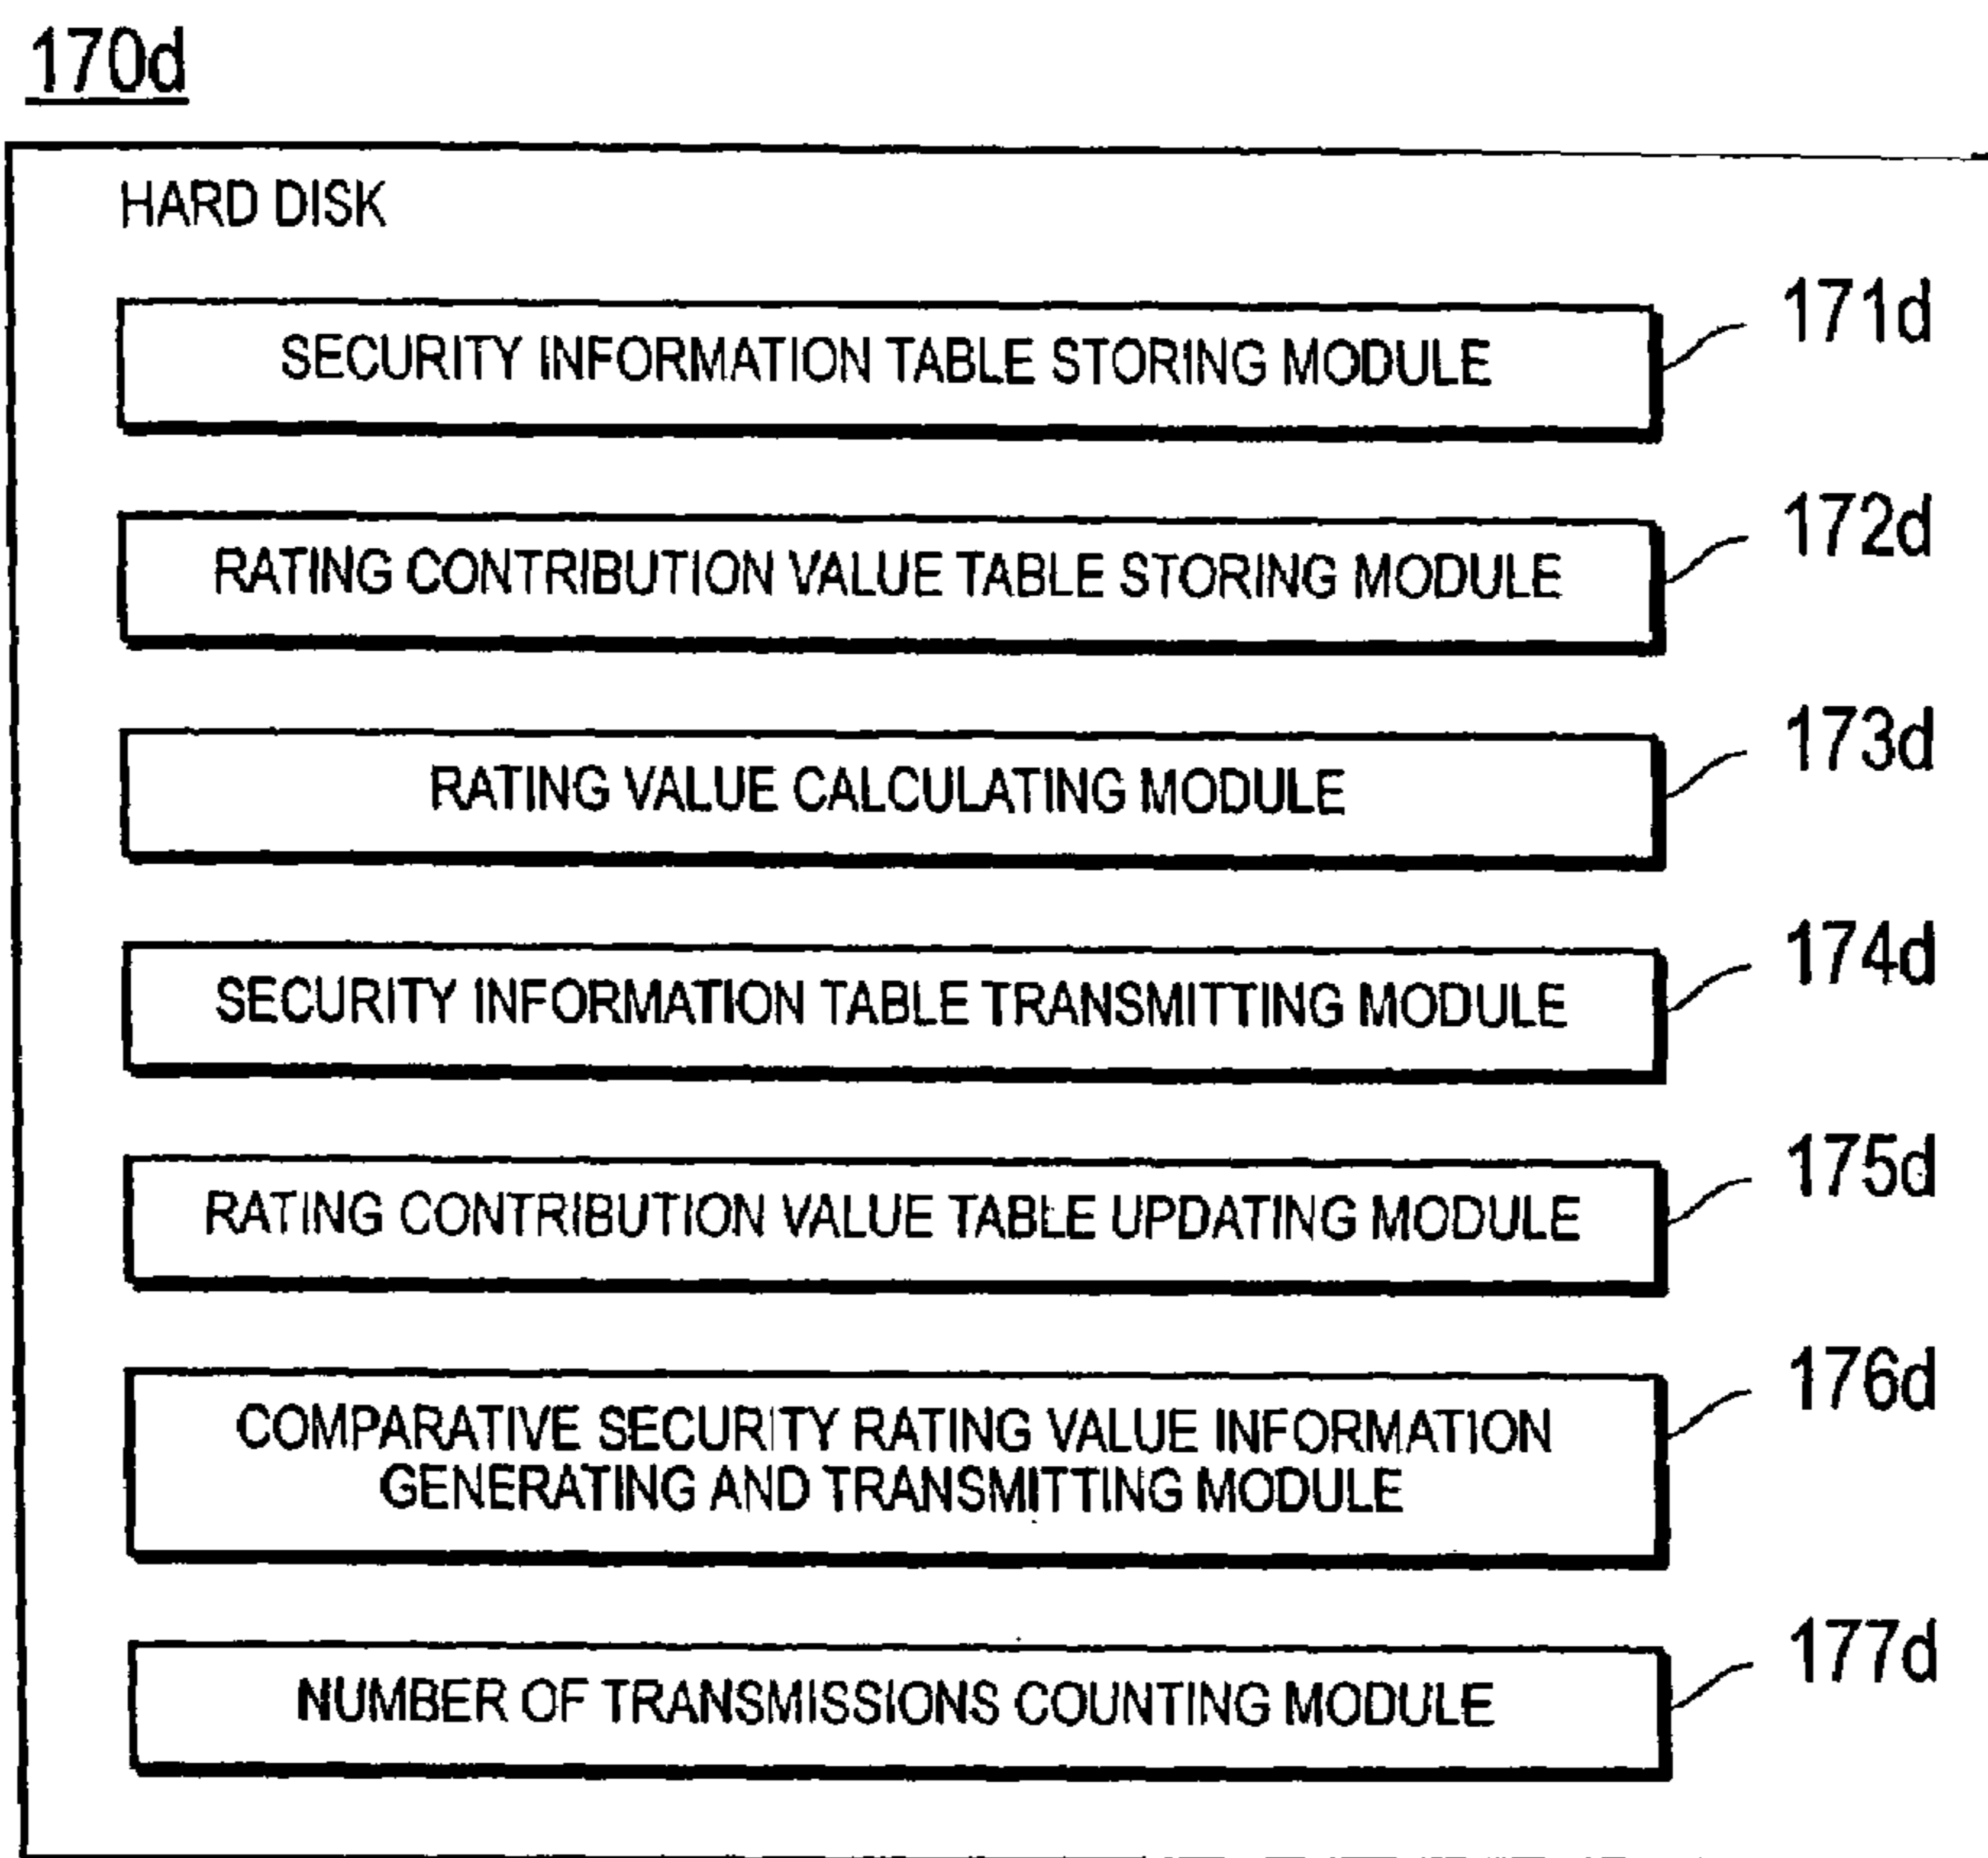 170d
HARD DISK
SECURITY INFORMATION TABLE STORING MODULE
171d
RATING CONTRIBUTION VALUE TABLE STORING MODULE
172d
RATING VALUE CALCULATING MODULE
173d
SECURITY INFORMATION TABLE TRANSMITTING MODULE
174d
RATING CONTRIBUTION VALUE TABLE UPDATING MODULE
175d
COMPARATIVE SECURITY RATING VALUE INFORMATION
GENERATING AND TRANSMITTING MODULE
176d
NUMBER OF TRANSMISSIONS COUNTING MODULE
177d